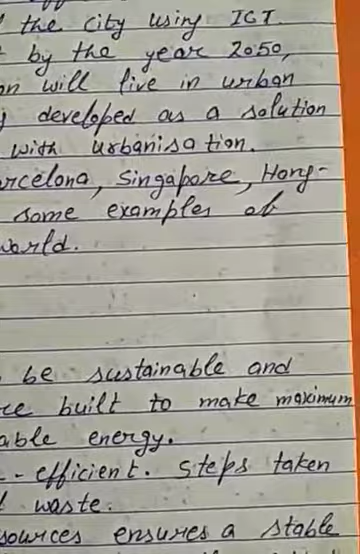 the city using ICT.
by the year 2050,
on will live in urban
developed as a solution
with urbanisation.
rcelona, Singapore, Hong-
some examples of
world.
be sustainable and
ce built to make maximum
able energy.
- efficient. Steps taken
waste.
sources ensures a stable